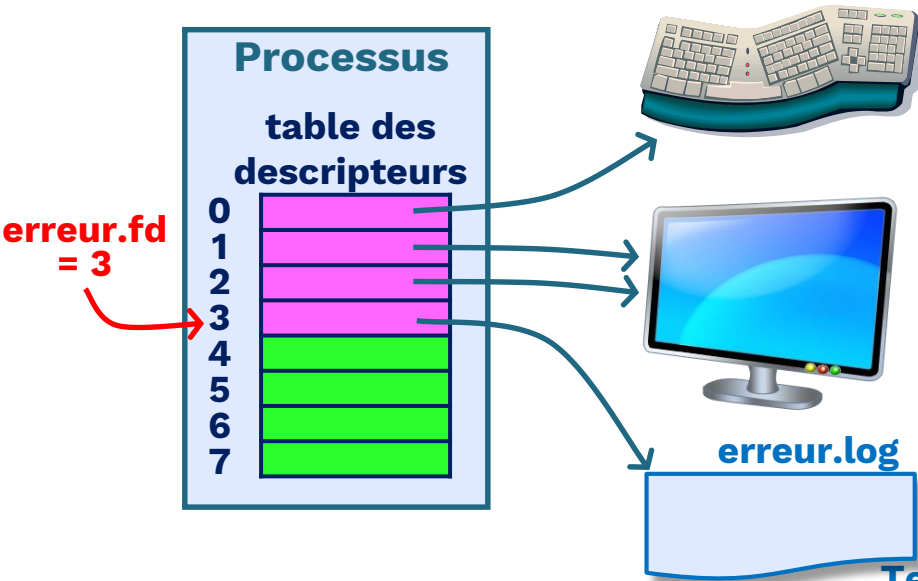 Processus
table des
descripteurs
erreur.fd
= 3
0
1
2
3
4
5
6
7
erreur.log